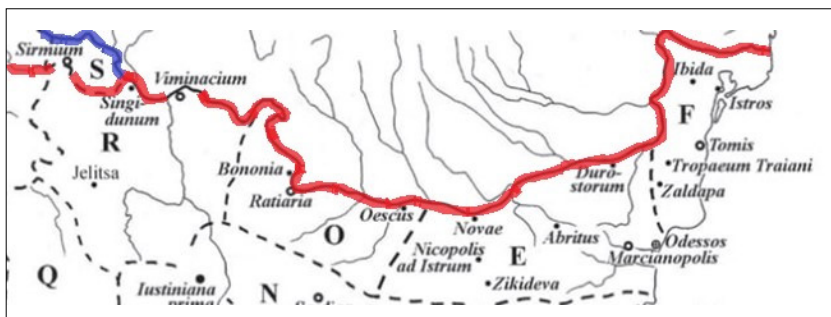 Sirmium
S
Viminacium
Singi-
dunum
R
Jelitsa
Bononia
Ratiaria
Oescus
O
Novae
Nicopolis
ad Istrum
E
Abritus
Zikideva
Duro-
storum
Ibida
Istros
F
Tomis
Tropaeum Traiani
Zaldapa
Odessos
Marcianopolis
Q
Iustiniana
prima
N